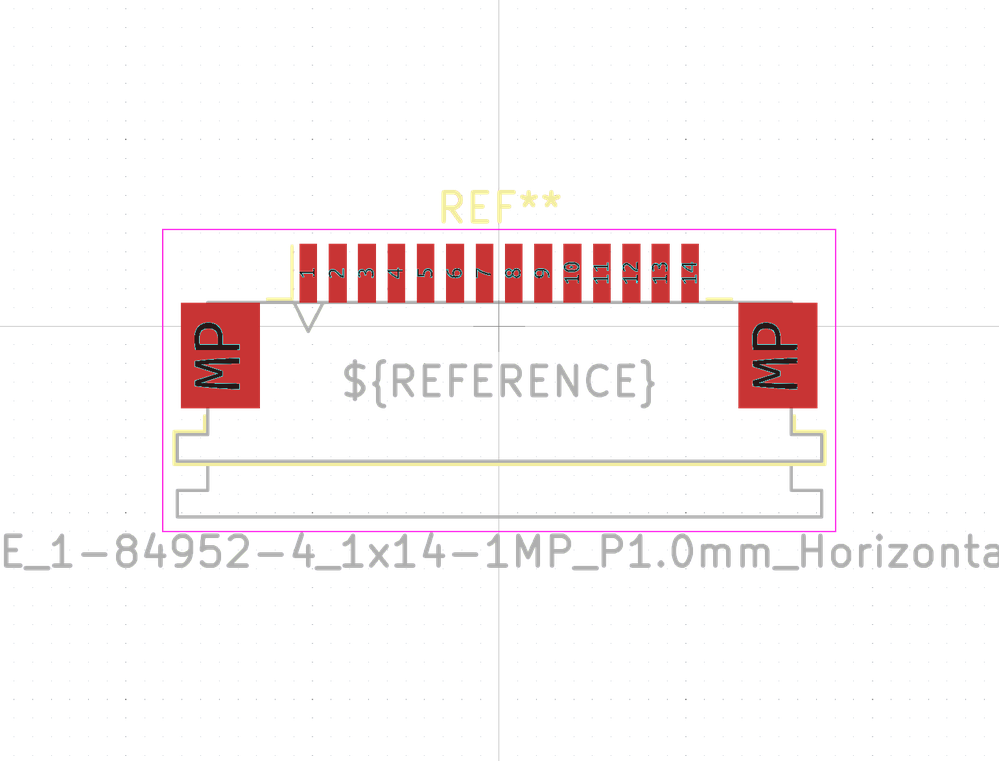 REF**
1 2 3 4 5 6 7 8 9 10 11 12 13 14
MP MP
${REFERENCE}
E_1-84952-4_1x14-1MP_P1.0mm_Horizonta